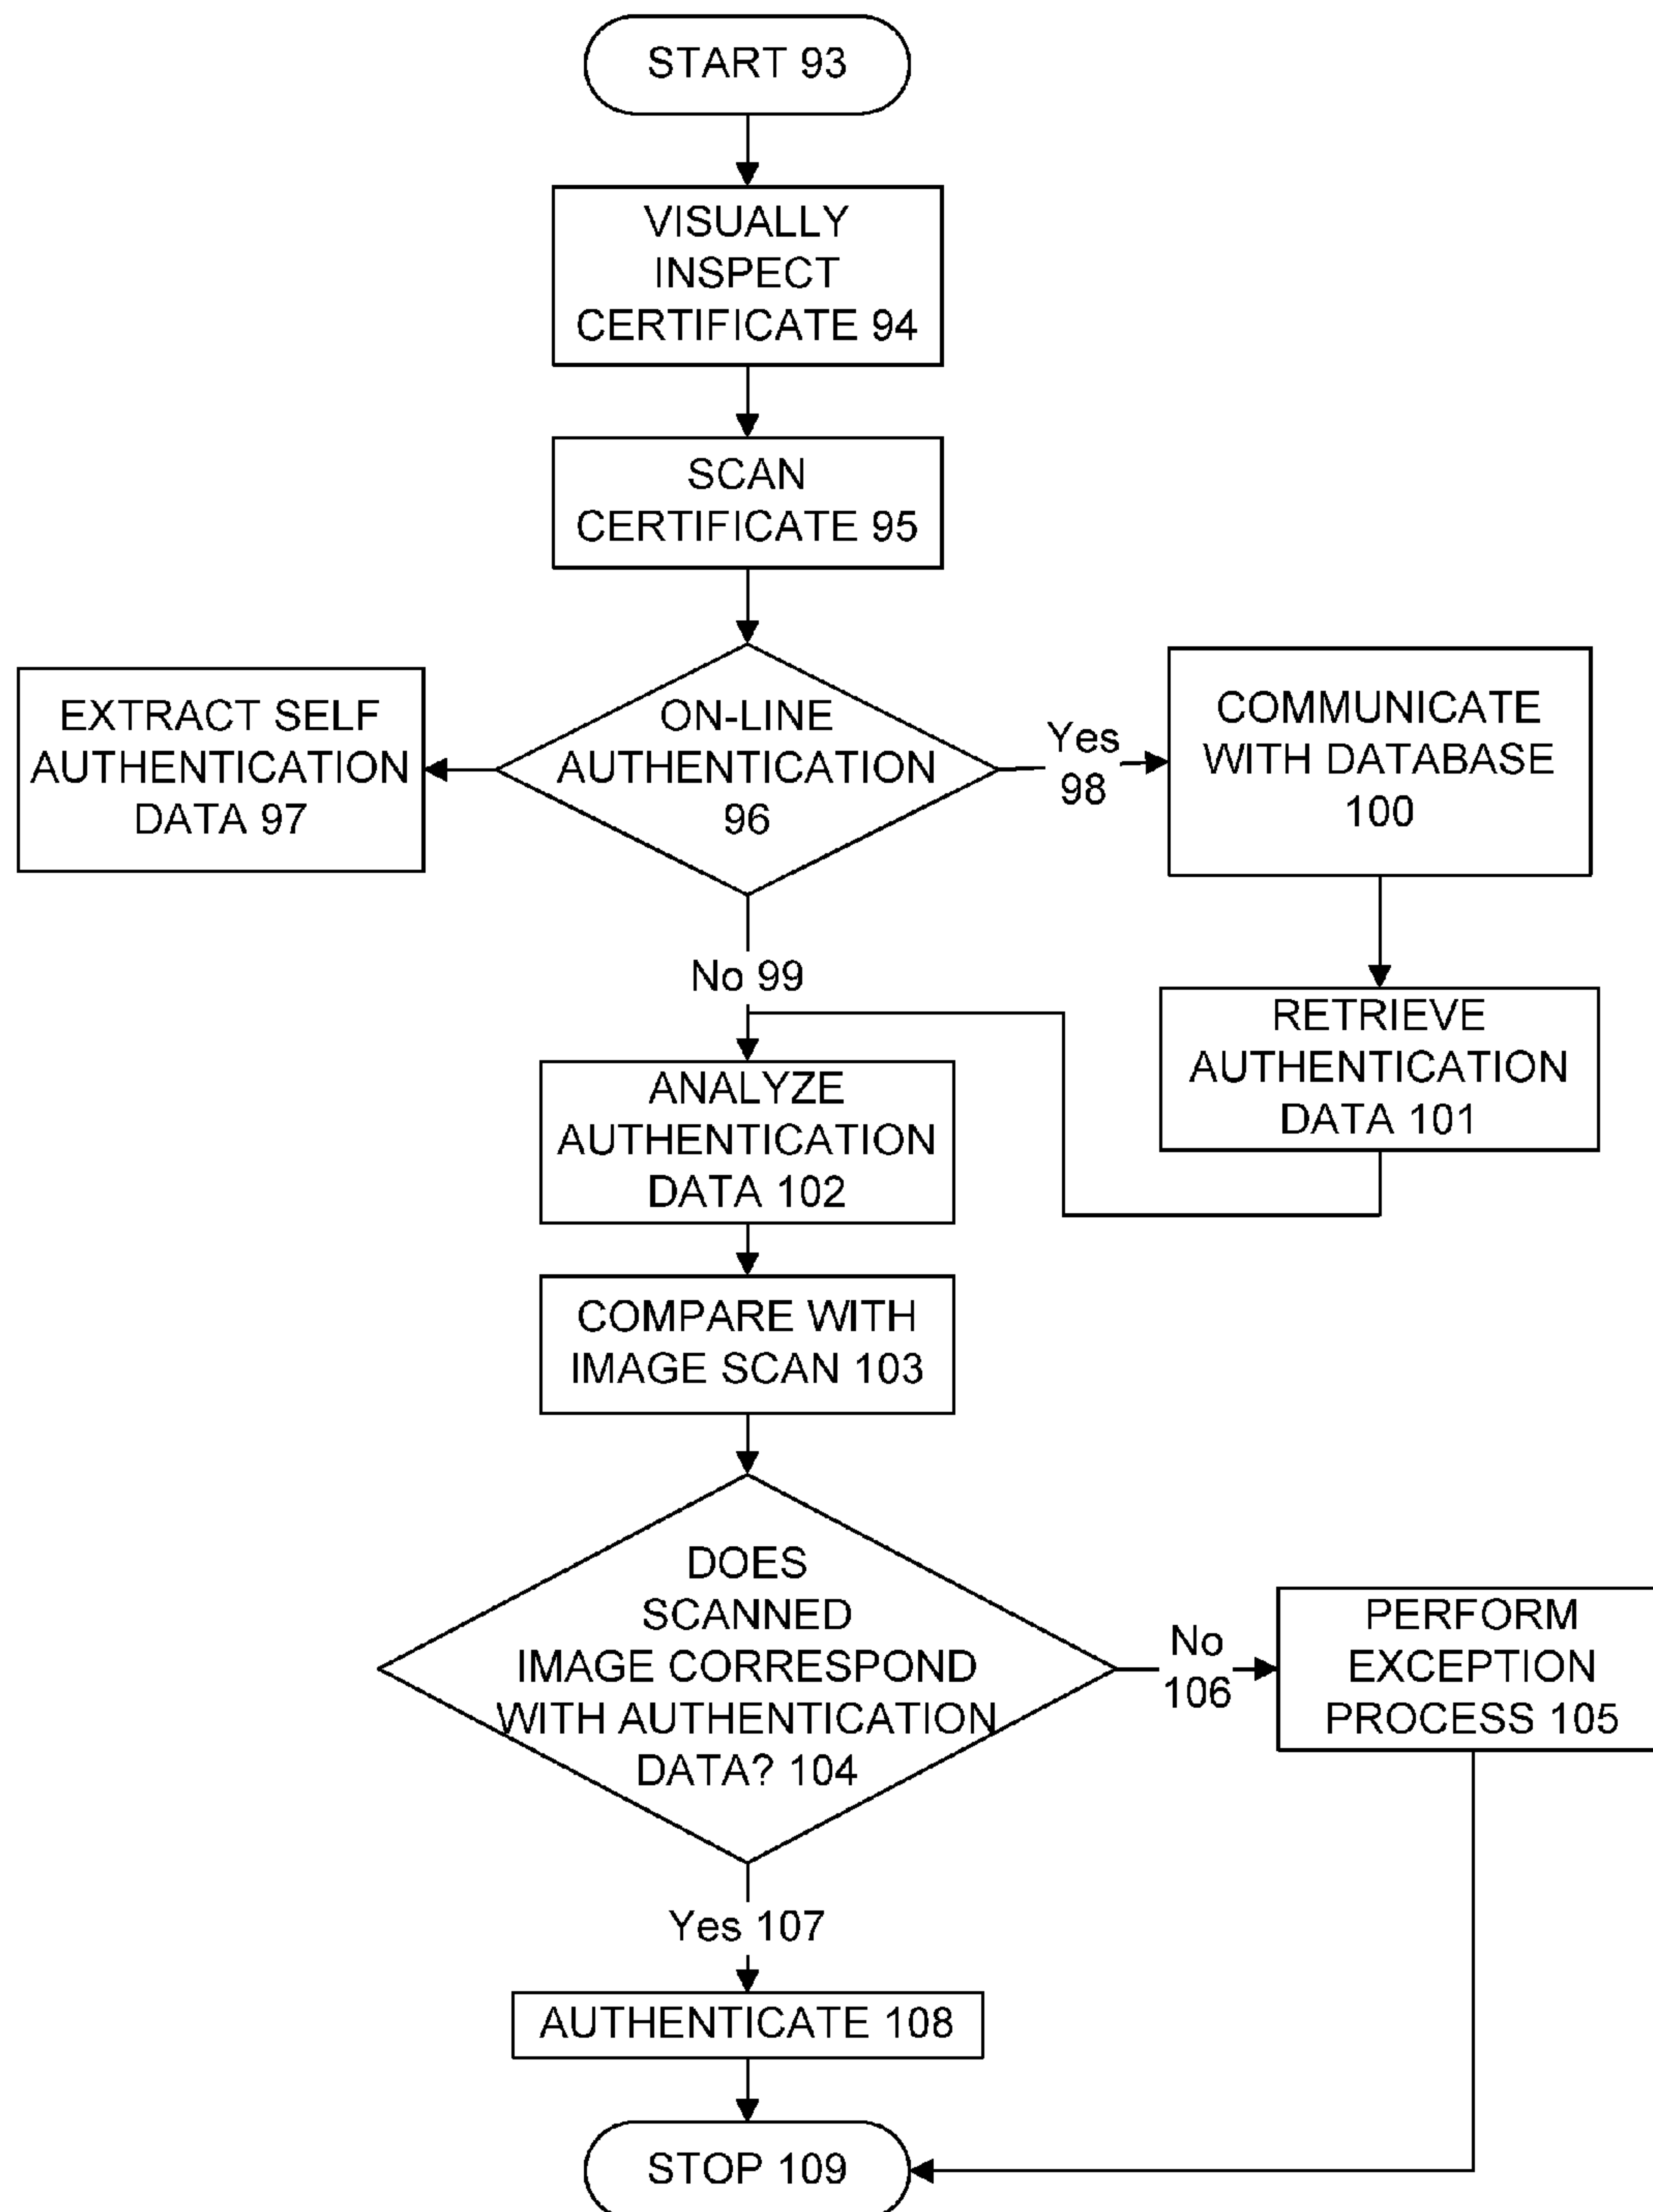 START 93
VISUALLY
INSPECT
CERTIFICATE 94
SCAN
CERTIFICATE 95
EXTRACT SELF
AUTHENTICATION
DATA 97
ON-LINE
AUTHENTICATION
96
Yes
98
COMMUNICATE
WITH DATABASE
100
No 99
RETRIEVE
AUTHENTICATION
DATA 101
ANALYZE
AUTHENTICATION
DATA 102
COMPARE WITH
IMAGE SCAN 103
DOES
SCANNED
IMAGE CORRESPOND
WITH AUTHENTICATION
DATA? 104
No
106
PERFORM
EXCEPTION
PROCESS 105
Yes 107
AUTHENTICATE 108
STOP 109